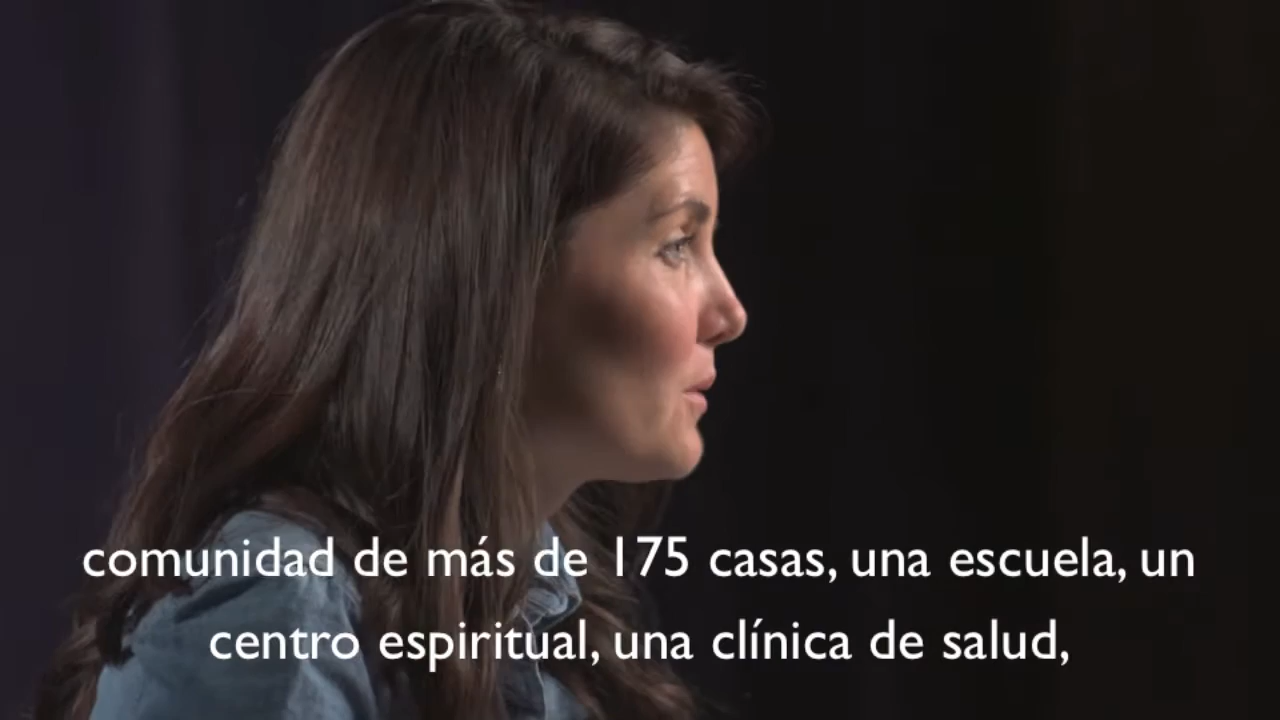 comunidad de más de 175 casas, una escuela, un
centro espiritual, una clínica de salud,